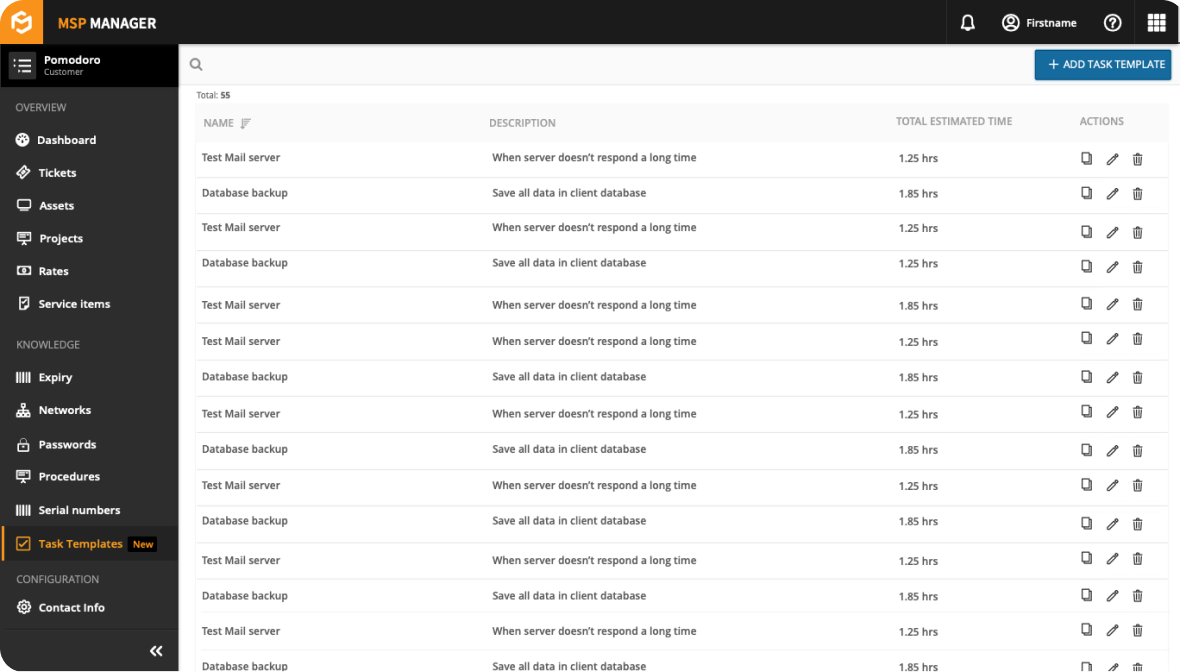 MSP MANAGER
Firstname
Pomodoro
Customer
ADD TASK TEMPLATE
OVERVIEW
Dashboard
Tickets
Assets
Projects
Rates
Service items
KNOWLEDGE
Expiry
Networks
Passwords
Procedures
Serial numbers
Task Templates New
CONFIGURATION
Contact Info
Total: 55
NAME DESCRIPTION TOTAL ESTIMATED TIME ACTIONS
Test Mail server When server doesn't respond a long time 1.25 hrs
Database backup Save all data in client database 1.85 hrs
Test Mail server When server doesn't respond a long time 1.25 hrs
Database backup Save all data in client database 1.25 hrs
Test Mail server When server doesn't respond a long time 1.85 hrs
Test Mail server When server doesn't respond a long time 1.25 hrs
Database backup Save all data in client database 1.85 hrs
Test Mail server When server doesn't respond a long time 1.25 hrs
Database backup Save all data in client database 1.85 hrs
Test Mail server When server doesn't respond a long time 1.25 hrs
Database backup Save all data in client database 1.85 hrs
Test Mail server When server doesn't respond a long time 1.25 hrs
Database backup Save all data in client database 1.85 hrs
Test Mail server When server doesn't respond a long time 1.25 hrs
Database backup Save all data in client database 1.85 hrs